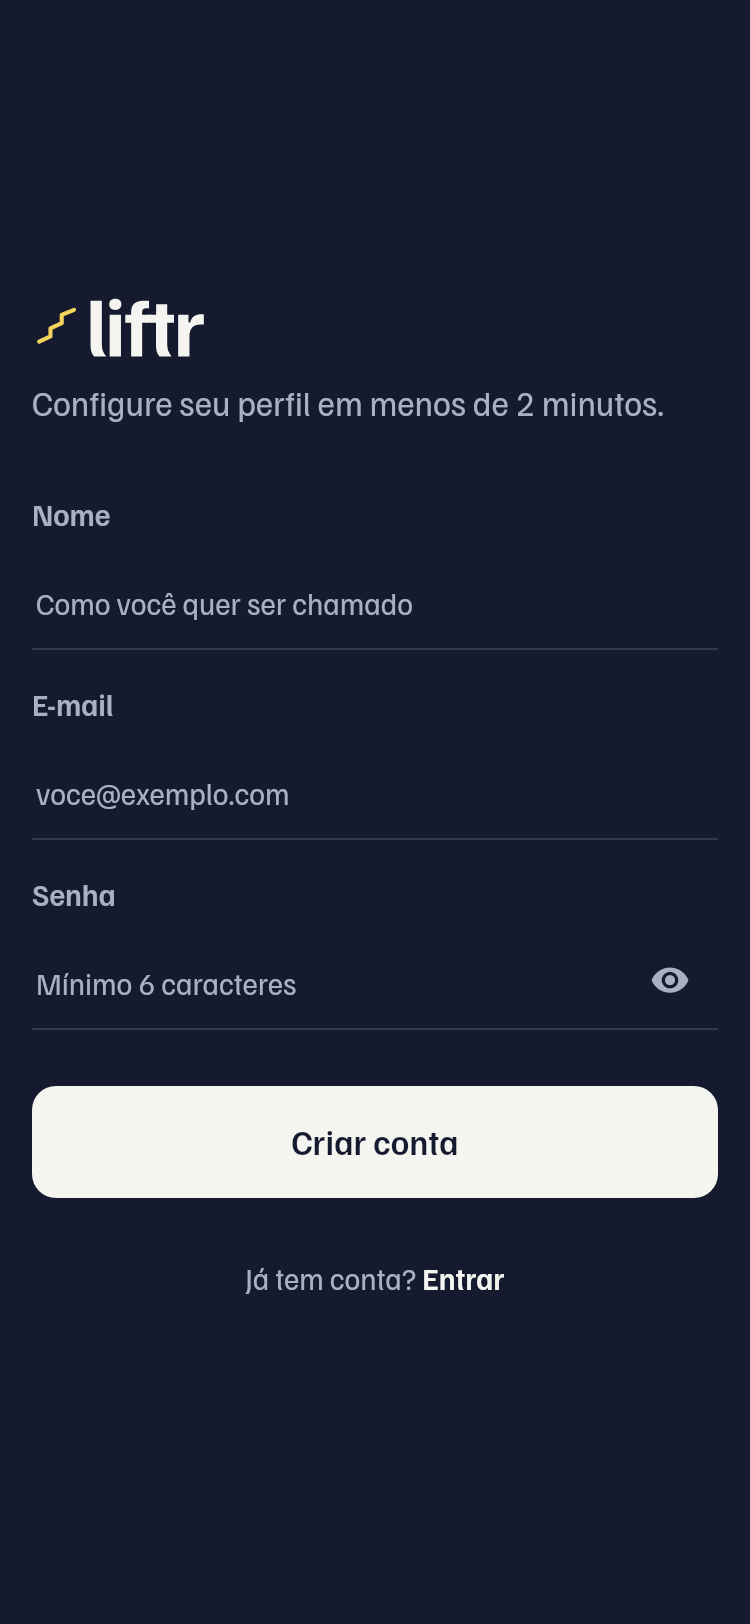 liftr
Configure seu perfil em menos de 2 minutos.
Nome
Como você quer ser chamado
E-mail
voce@exemplo.com
Senha
Mínimo 6 caracteres
Criar conta
Já tem conta? Entrar